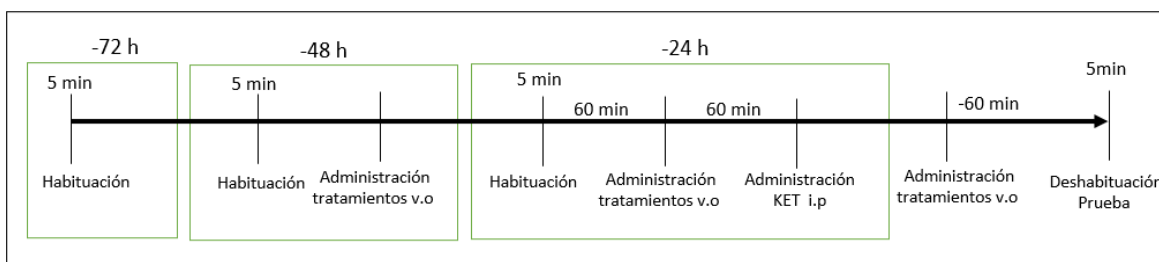 -72 h
-48 h
-24 h
5 min
5 min
5 min
60 min
60 min
-60 min
5min
Habituación
Habituación
Administración
tratamientos v.o
Habituación
Administración
tratamientos v.o
Administración
KET i.p
Administración
tratamientos v.o
Deshabituación
Prueba